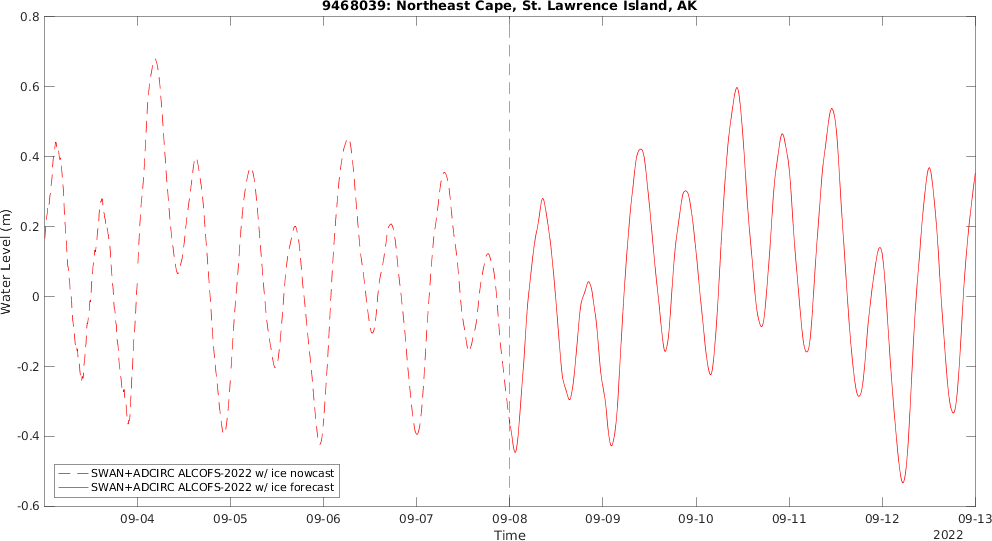 9468039: Northeast Cape, St. Lawrence Island, AK
0.8
0.6
0.4
0.2
0
-0.2
-0.4
-0.6
Water Level (m)
SWAN+ADCIRC ALCOFS-2022 w/ ice nowcast
SWAN+ADCIRC ALCOFS-2022 w/ ice forecast
09-04 09-05 09-06 09-07 09-08 09-09 09-10 09-11 09-12 09-13
Time
2022